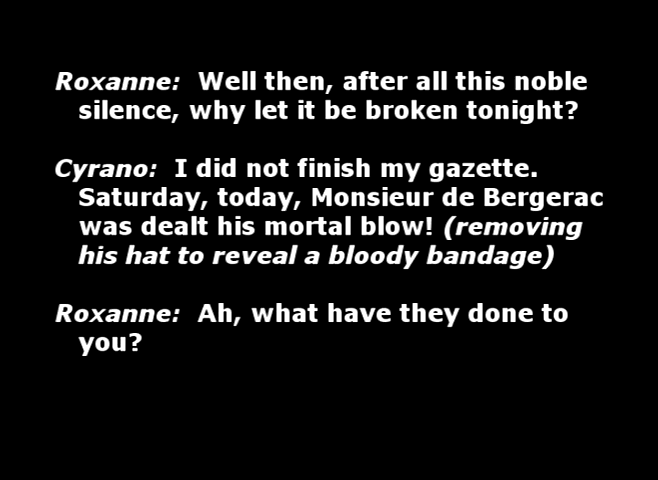 Roxanne: Well then, after all this noble
silence, why let it be broken tonight?
Cyrano: I did not finish my gazette.
Saturday, today, Monsieur de Bergerac
was dealt his mortal blow! (removing
his hat to reveal a bloody bandage)
Roxanne: Ah, what have they done to
you?